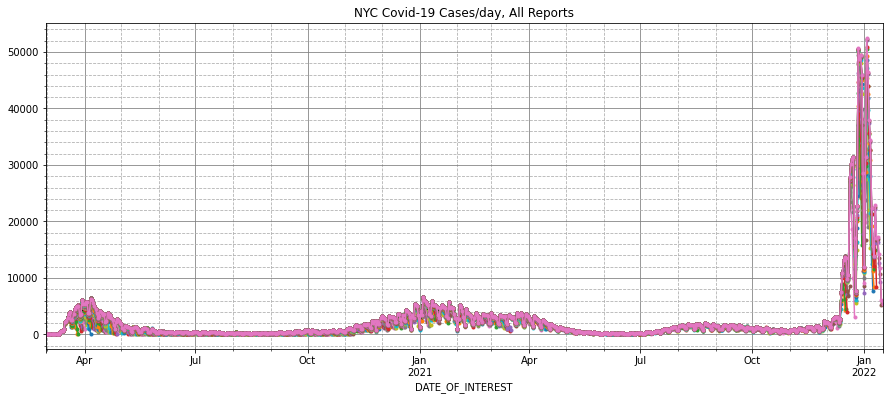 NYC Covid-19 Cases/day, All Reports
50000
40000
30000
20000
10000
0
Apr
Jul
Oct
Jan
2021
Apr
Jul
Oct
Jan
2022
DATE_OF_INTEREST